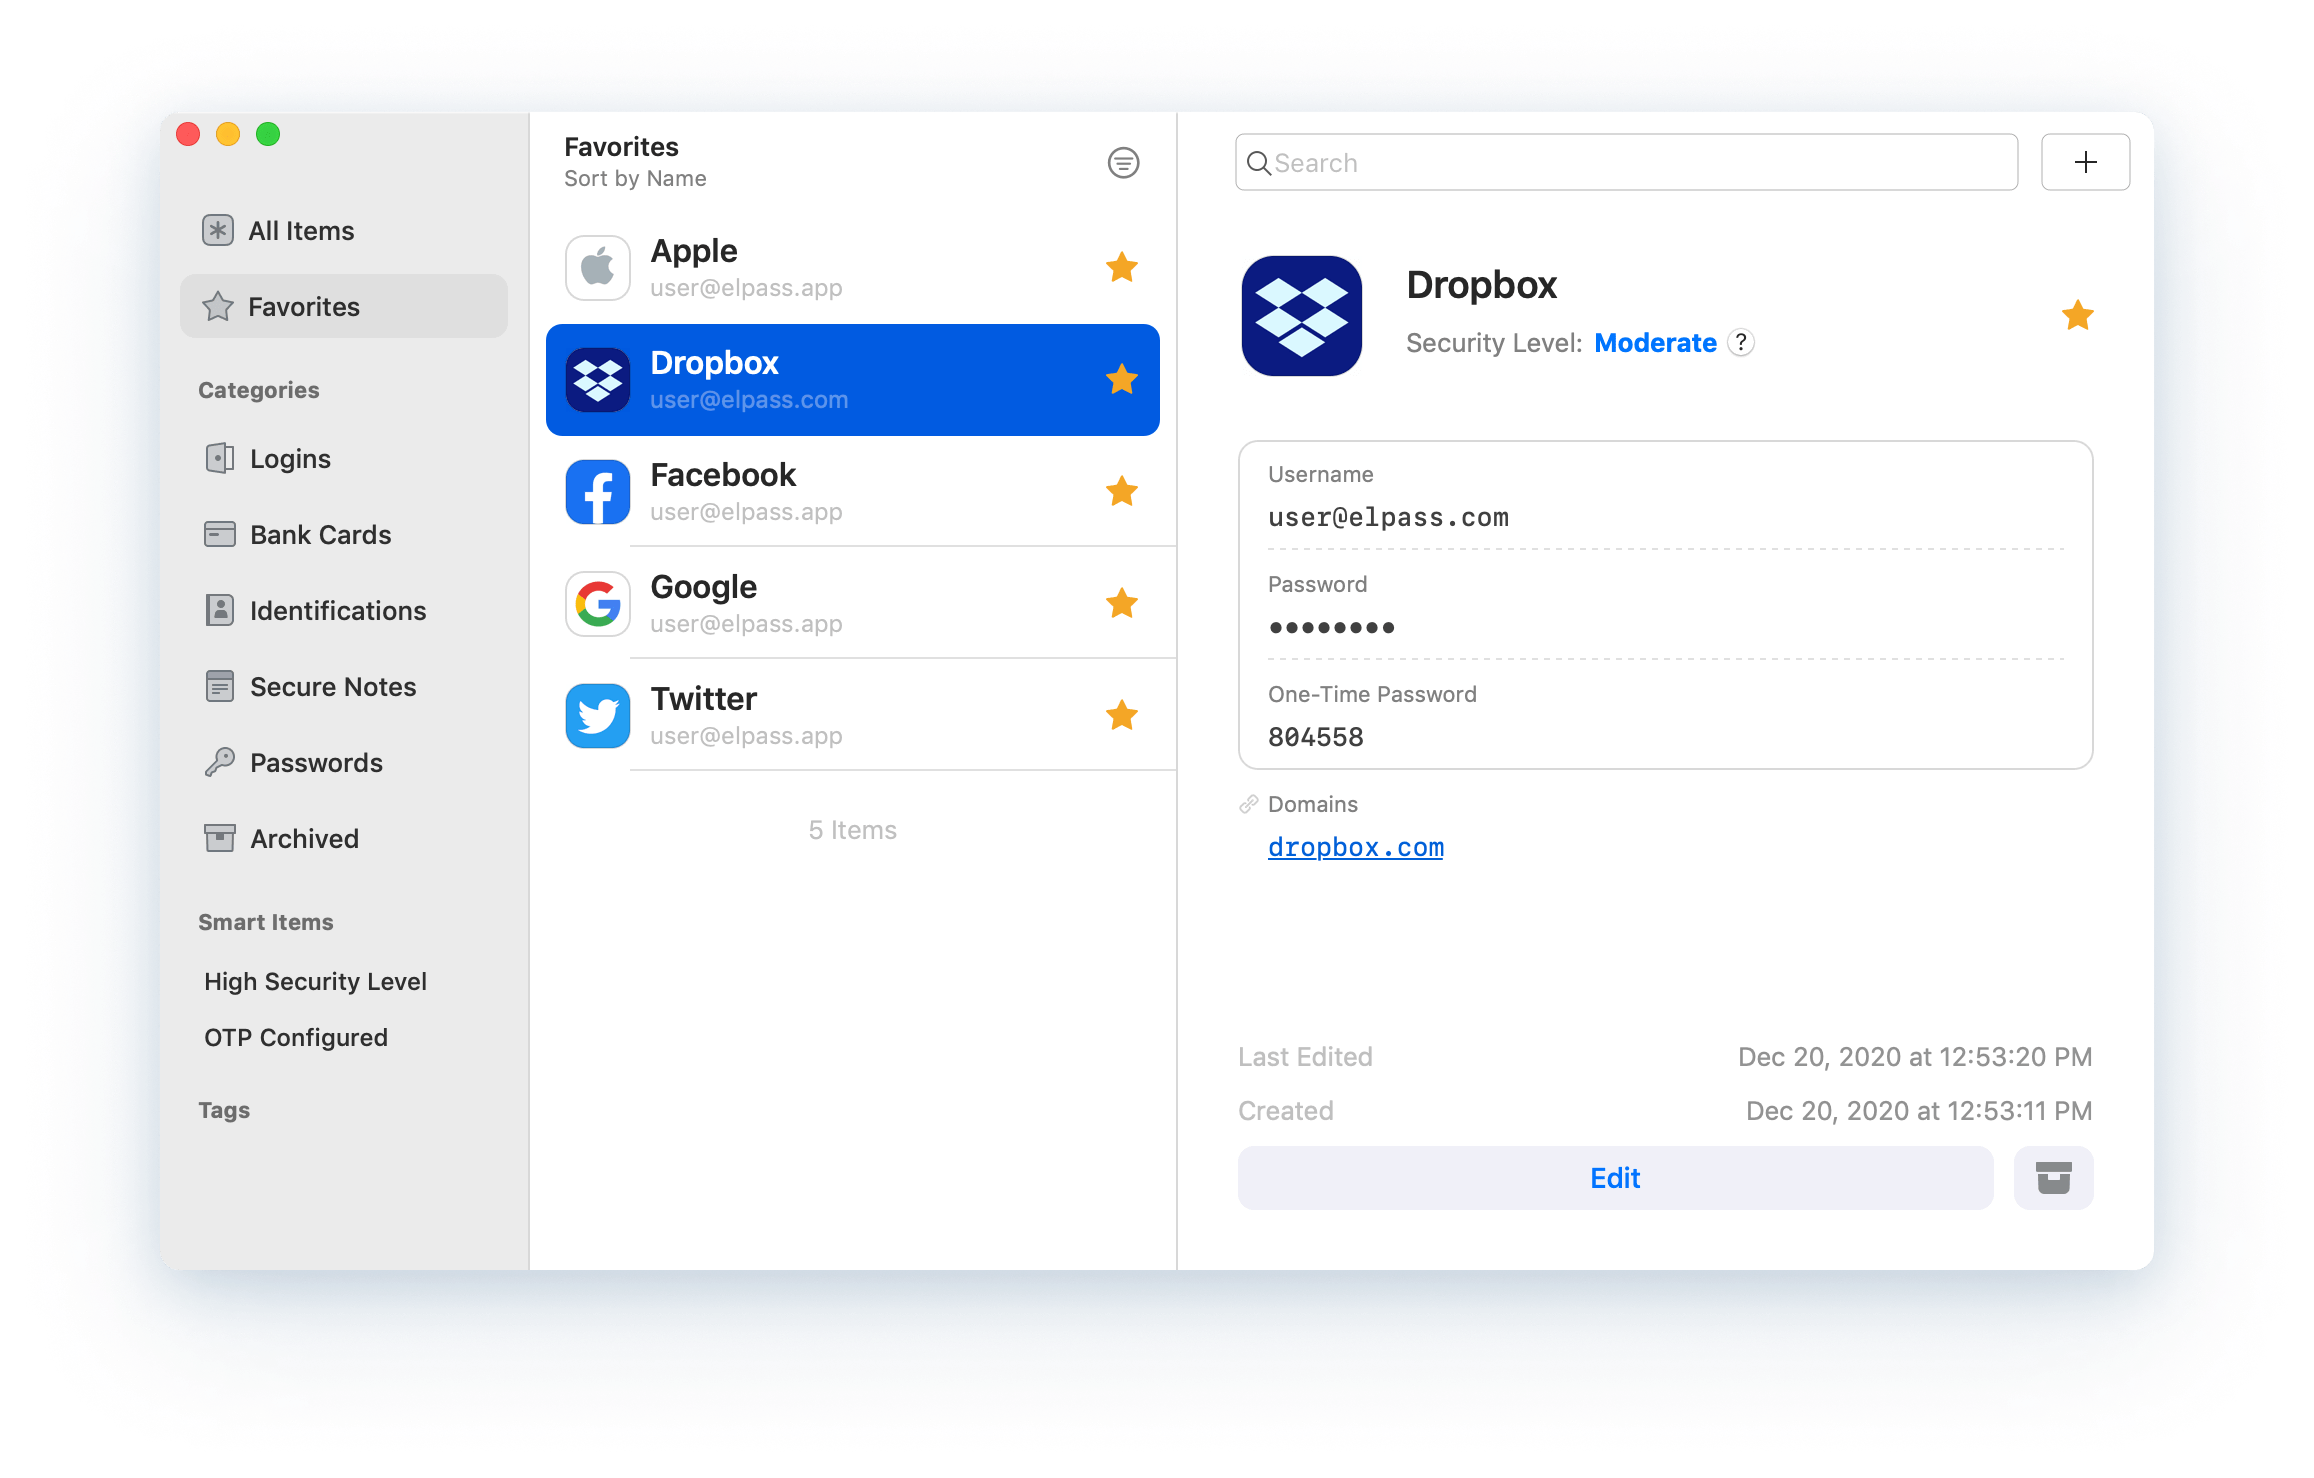 All Items
Favorites
Categories
Logins
Bank Cards
Identifications
Secure Notes
Passwords
Archived
Smart Items
High Security Level
OTP Configured
Tags
Favorites
Sort by Name
Apple
user@elpass.app
Dropbox
user@elpass.com
Facebook
user@elpass.app
Google
user@elpass.app
Twitter
user@elpass.app
5 Items
Search
Dropbox
Security Level: Moderate ?
Username
user@elpass.com
Password
••••••••
One-Time Password
804558
Domains
dropbox.com
Last Edited Dec 20, 2020 at 12:53:20 PM
Created Dec 20, 2020 at 12:53:11 PM
Edit